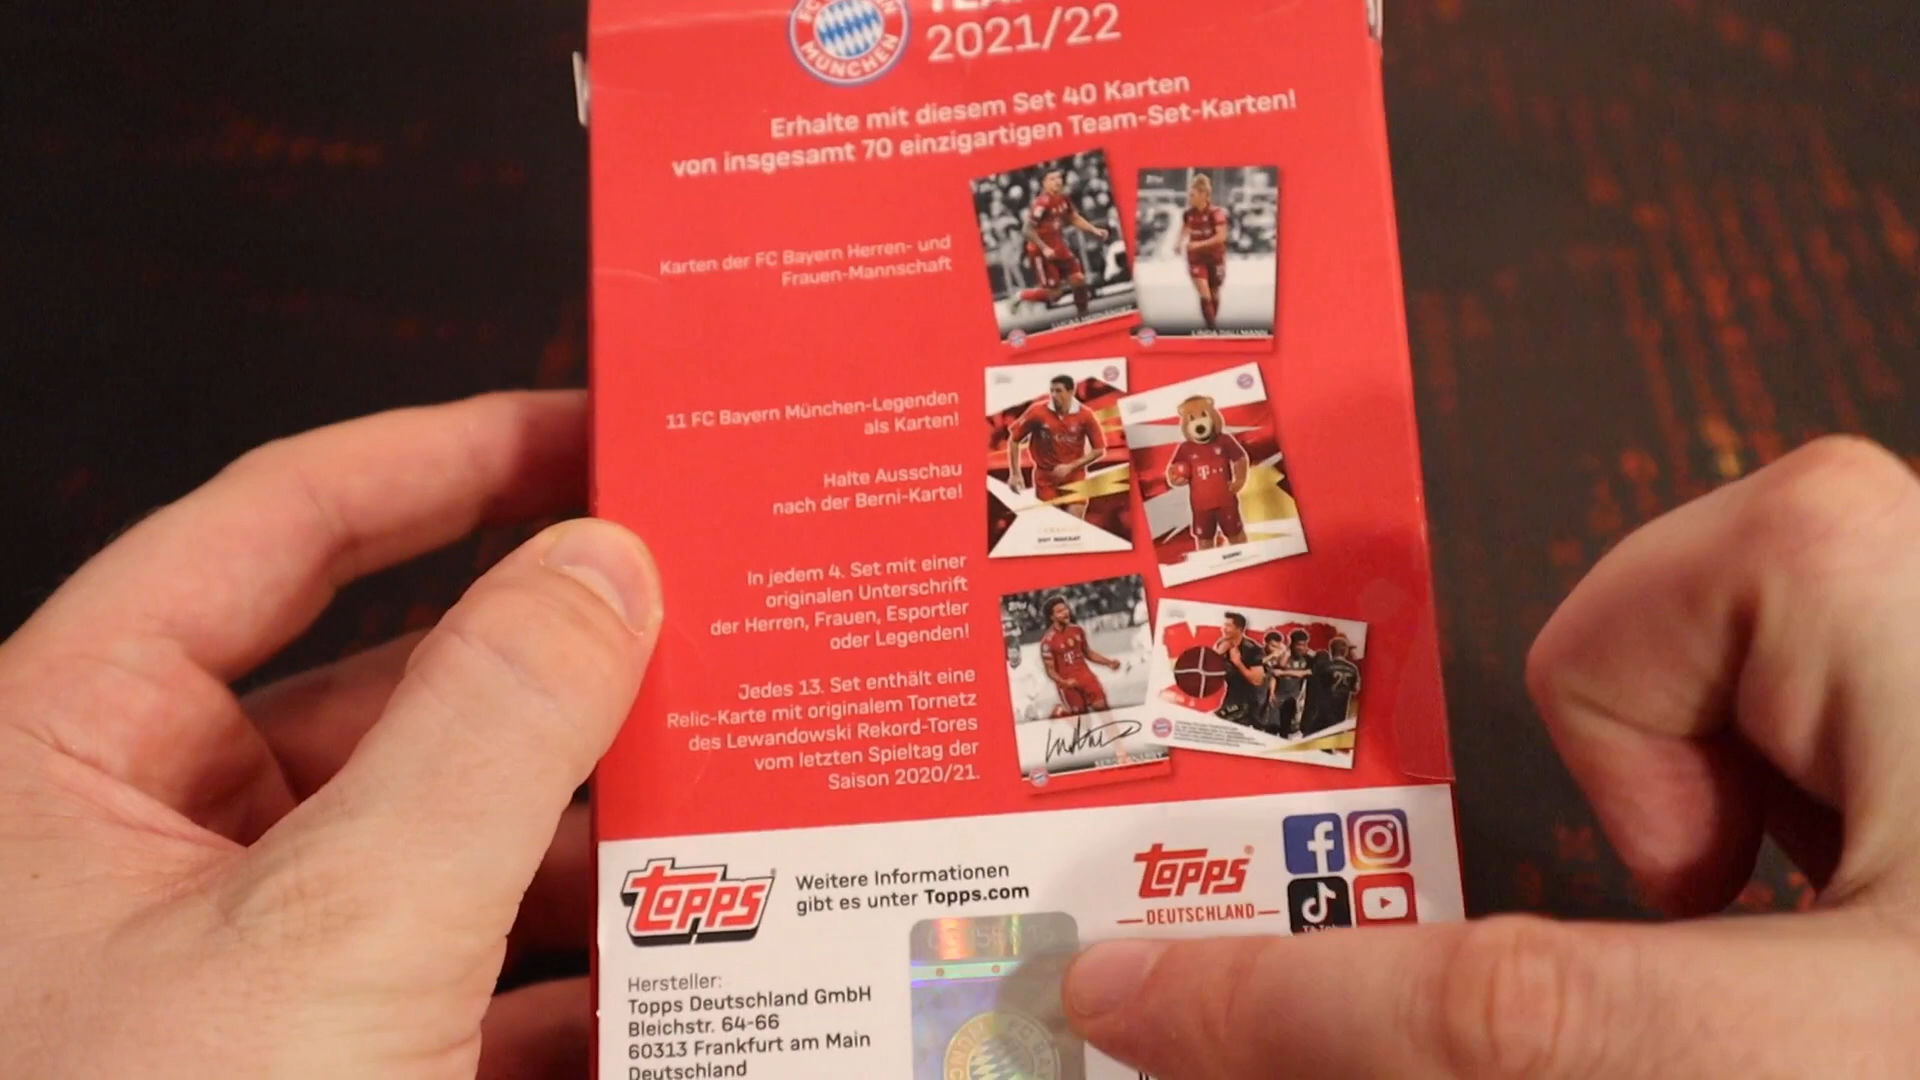 MÜNCHEN
2021/22
Erhalte mit diesem Set 40 Karten
von insgesamt 70 einzigartigen Team-Set-Karten!
Karten der FC Bayern Herren- und
Frauen-Mannschaft
LINDA DALLMANN
11 FC Bayern München-Legenden
als Karten!
Halte Ausschau
nach der Berni-Karte!
In jedem 4. Set mit einer
originalen Unterschrift
der Herren, Frauen, Esportler
oder Legenden!
Jedes 13. Set enthält eine
Relic-Karte mit originalem Tornetz
des Lewandowski Rekord-Tores
vom letzten Spieltag der
Saison 2020/21.
Topps
Weitere Informationen
gibt es unter Topps.com
Topps
DEUTSCHLAND
Hersteller:
Topps Deutschland GmbH
Bleichstr. 64-66
60313 Frankfurt am Main
Deutschland